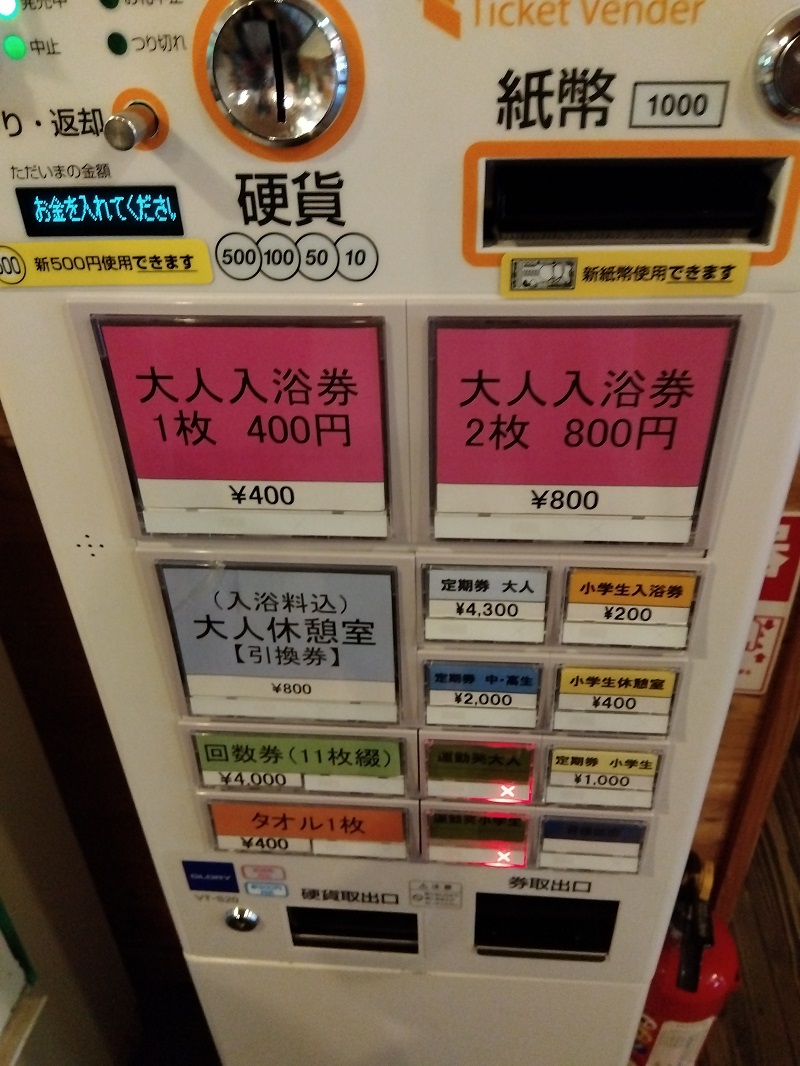 発売中
中止
つり切れ
Ticket Vender
り・返却
紙幣 1000
ただいまの金額
お金を入れてくださ
硬貨
500 100 50 10
新500円使用できます
新紙幣使用できます
大人入浴券
1枚 400円
¥400
大人入浴券
2枚 800円
¥800
(入浴料込)
大人休憩室
【引換券】
¥800
定期券 大人
¥4,300
小学生入浴券
¥200
定期券 中・高生
¥2,000
小学生休憩室
¥400
回数券(11枚綴)
¥4,000
定期券 小学生
¥1,000
タオル1枚
¥400
GLORY
VT-S20
硬貨取出口
券取出口